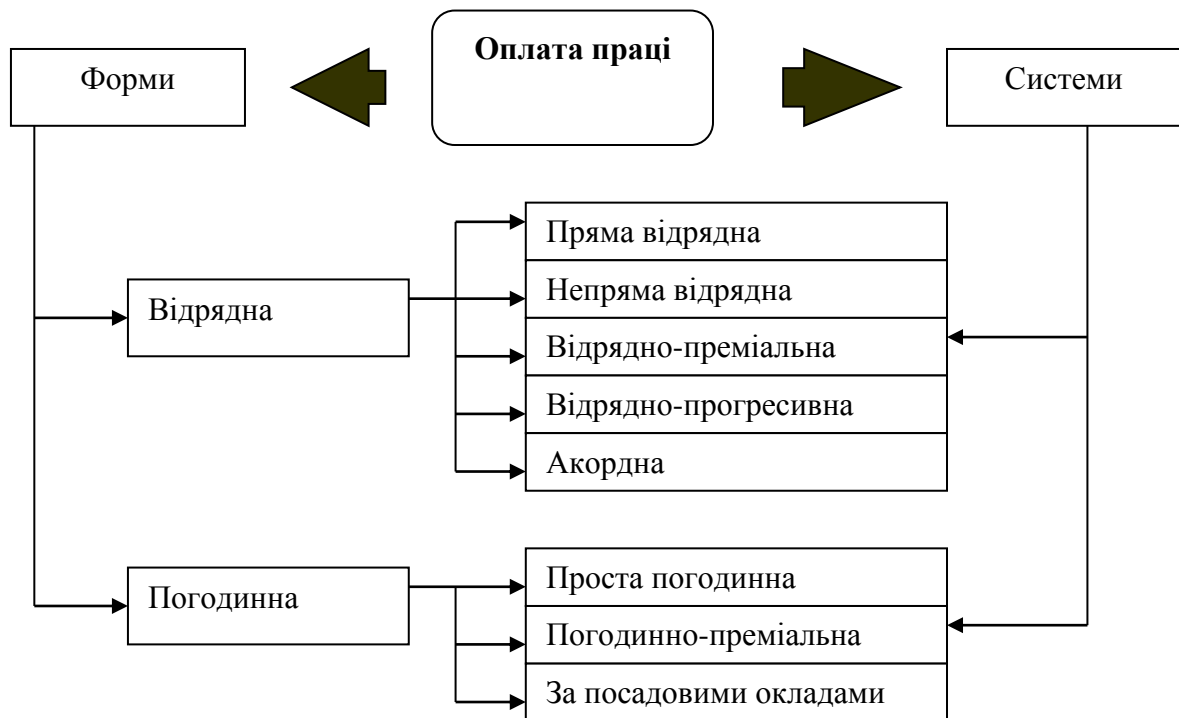 Оплата праці
Форми
Системи
Пряма відрядна
Непряма відрядна
Відрядна
Відрядно-преміальна
Відрядно-прогресивна
Акордна
Проста погодинна
Погодинна
Погодинно-преміальна
За посадовими окладами